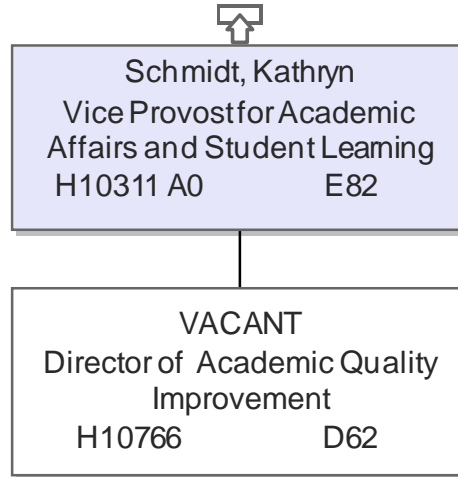 Schmidt, Kathryn
Vice Provost for Academic
Affairs and Student Learning
H10311 A0 E82
VACANT
Director of Academic Quality
Improvement
H10766 D62